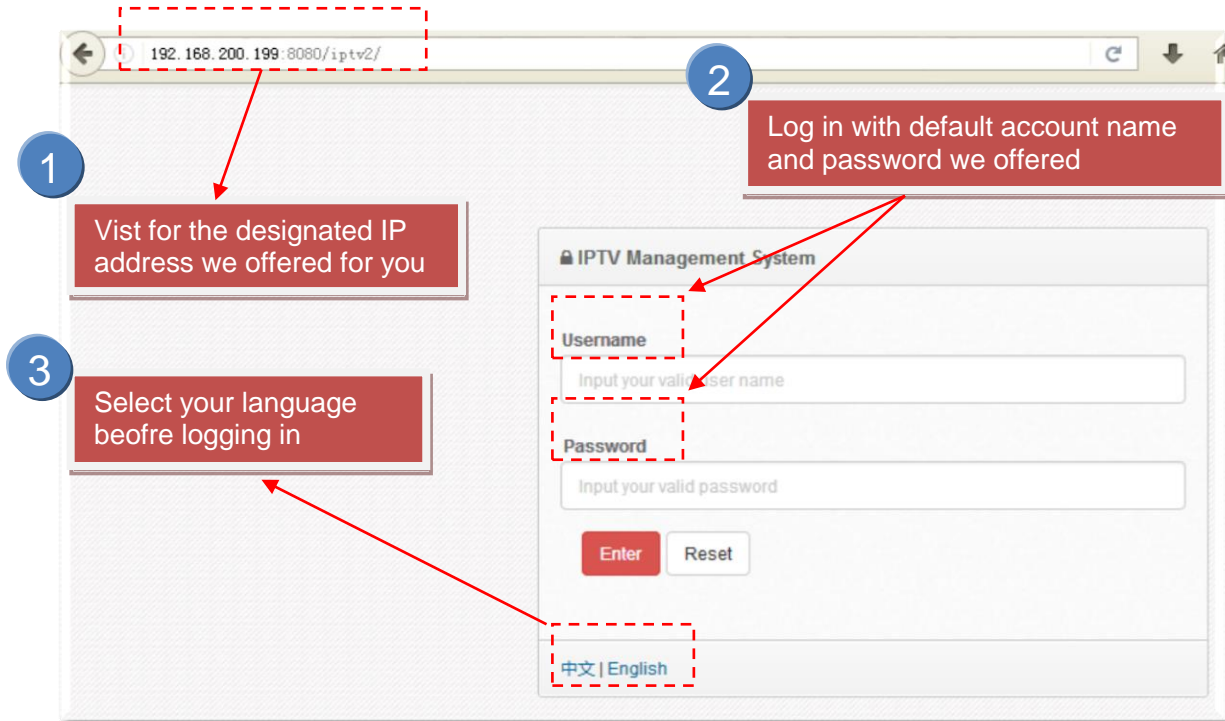 192.168.200.199:8080/iptv2/
2
Log in with default account name
and password we offered
1
Vist for the designated IP
address we offered for you
IPTV Management System
Username
Input your valid user name
3
Select your language
beofre logging in
Password
Input your valid password
Enter
Reset
中文 | English